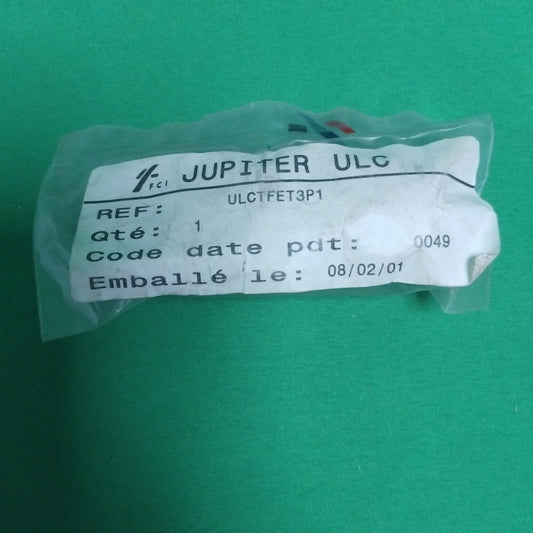 FCI JUPITER ULC
REF: ULCTFET3P1
Qté: 1
Code date pdt: 0049
Emballé le: 08/02/01